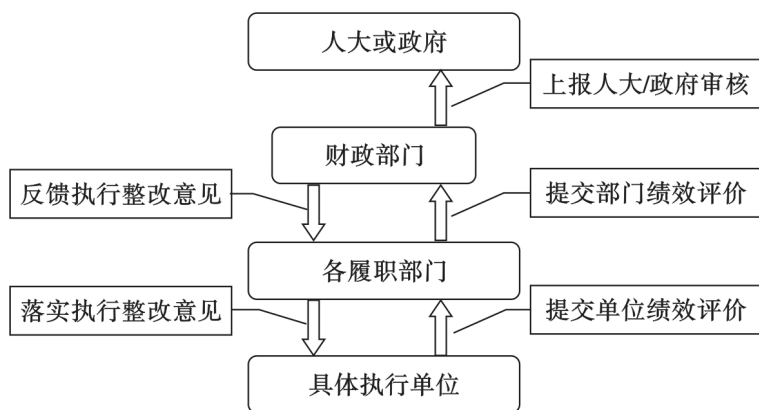 人大或政府
上报人大/政府审核
财政部门
反馈执行整改意见
提交部门绩效评价
各履职部门
落实执行整改意见
提交单位绩效评价
具体执行单位